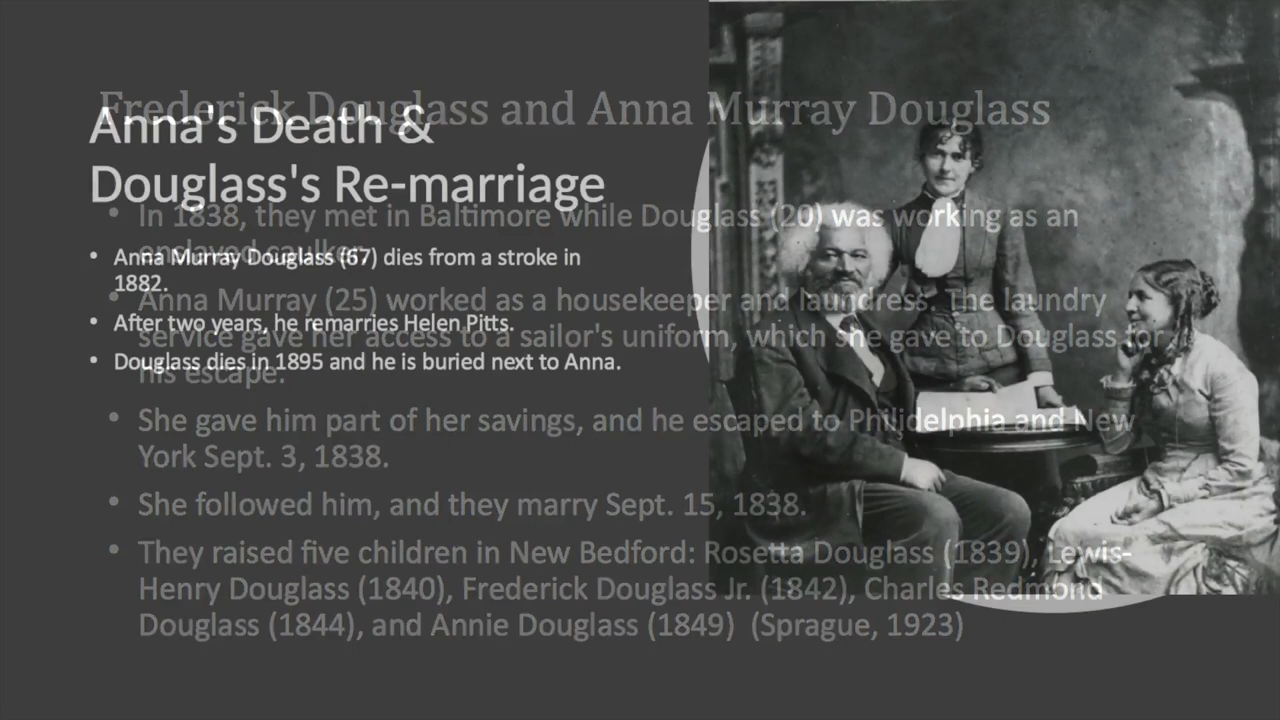 Frederick Douglass and Anna Murray Douglass
Anna's Death &
Douglass's Re-marriage
• In 1838, they met in Baltimore while Douglass (20) was working as an
enslaved caulker.
• Anna Murray Douglass (67) dies from a stroke in
1882.
• Anna Murray (25) worked as a housekeeper and laundress. The laundry
service gave her access to a sailor's uniform, which she gave to Douglass for
his escape.
• After two years, he remarries Helen Pitts.
• Douglass dies in 1895 and he is buried next to Anna.
• She gave him part of her savings, and he escaped to Philidelphia and New
York Sept. 3, 1838.
• She followed him, and they marry Sept. 15, 1838.
• They raised five children in New Bedford: Rosetta Douglass (1839), Lewis-
Henry Douglass (1840), Frederick Douglass Jr. (1842), Charles Redmond
Douglass (1844), and Annie Douglass (1849) (Sprague, 1923)